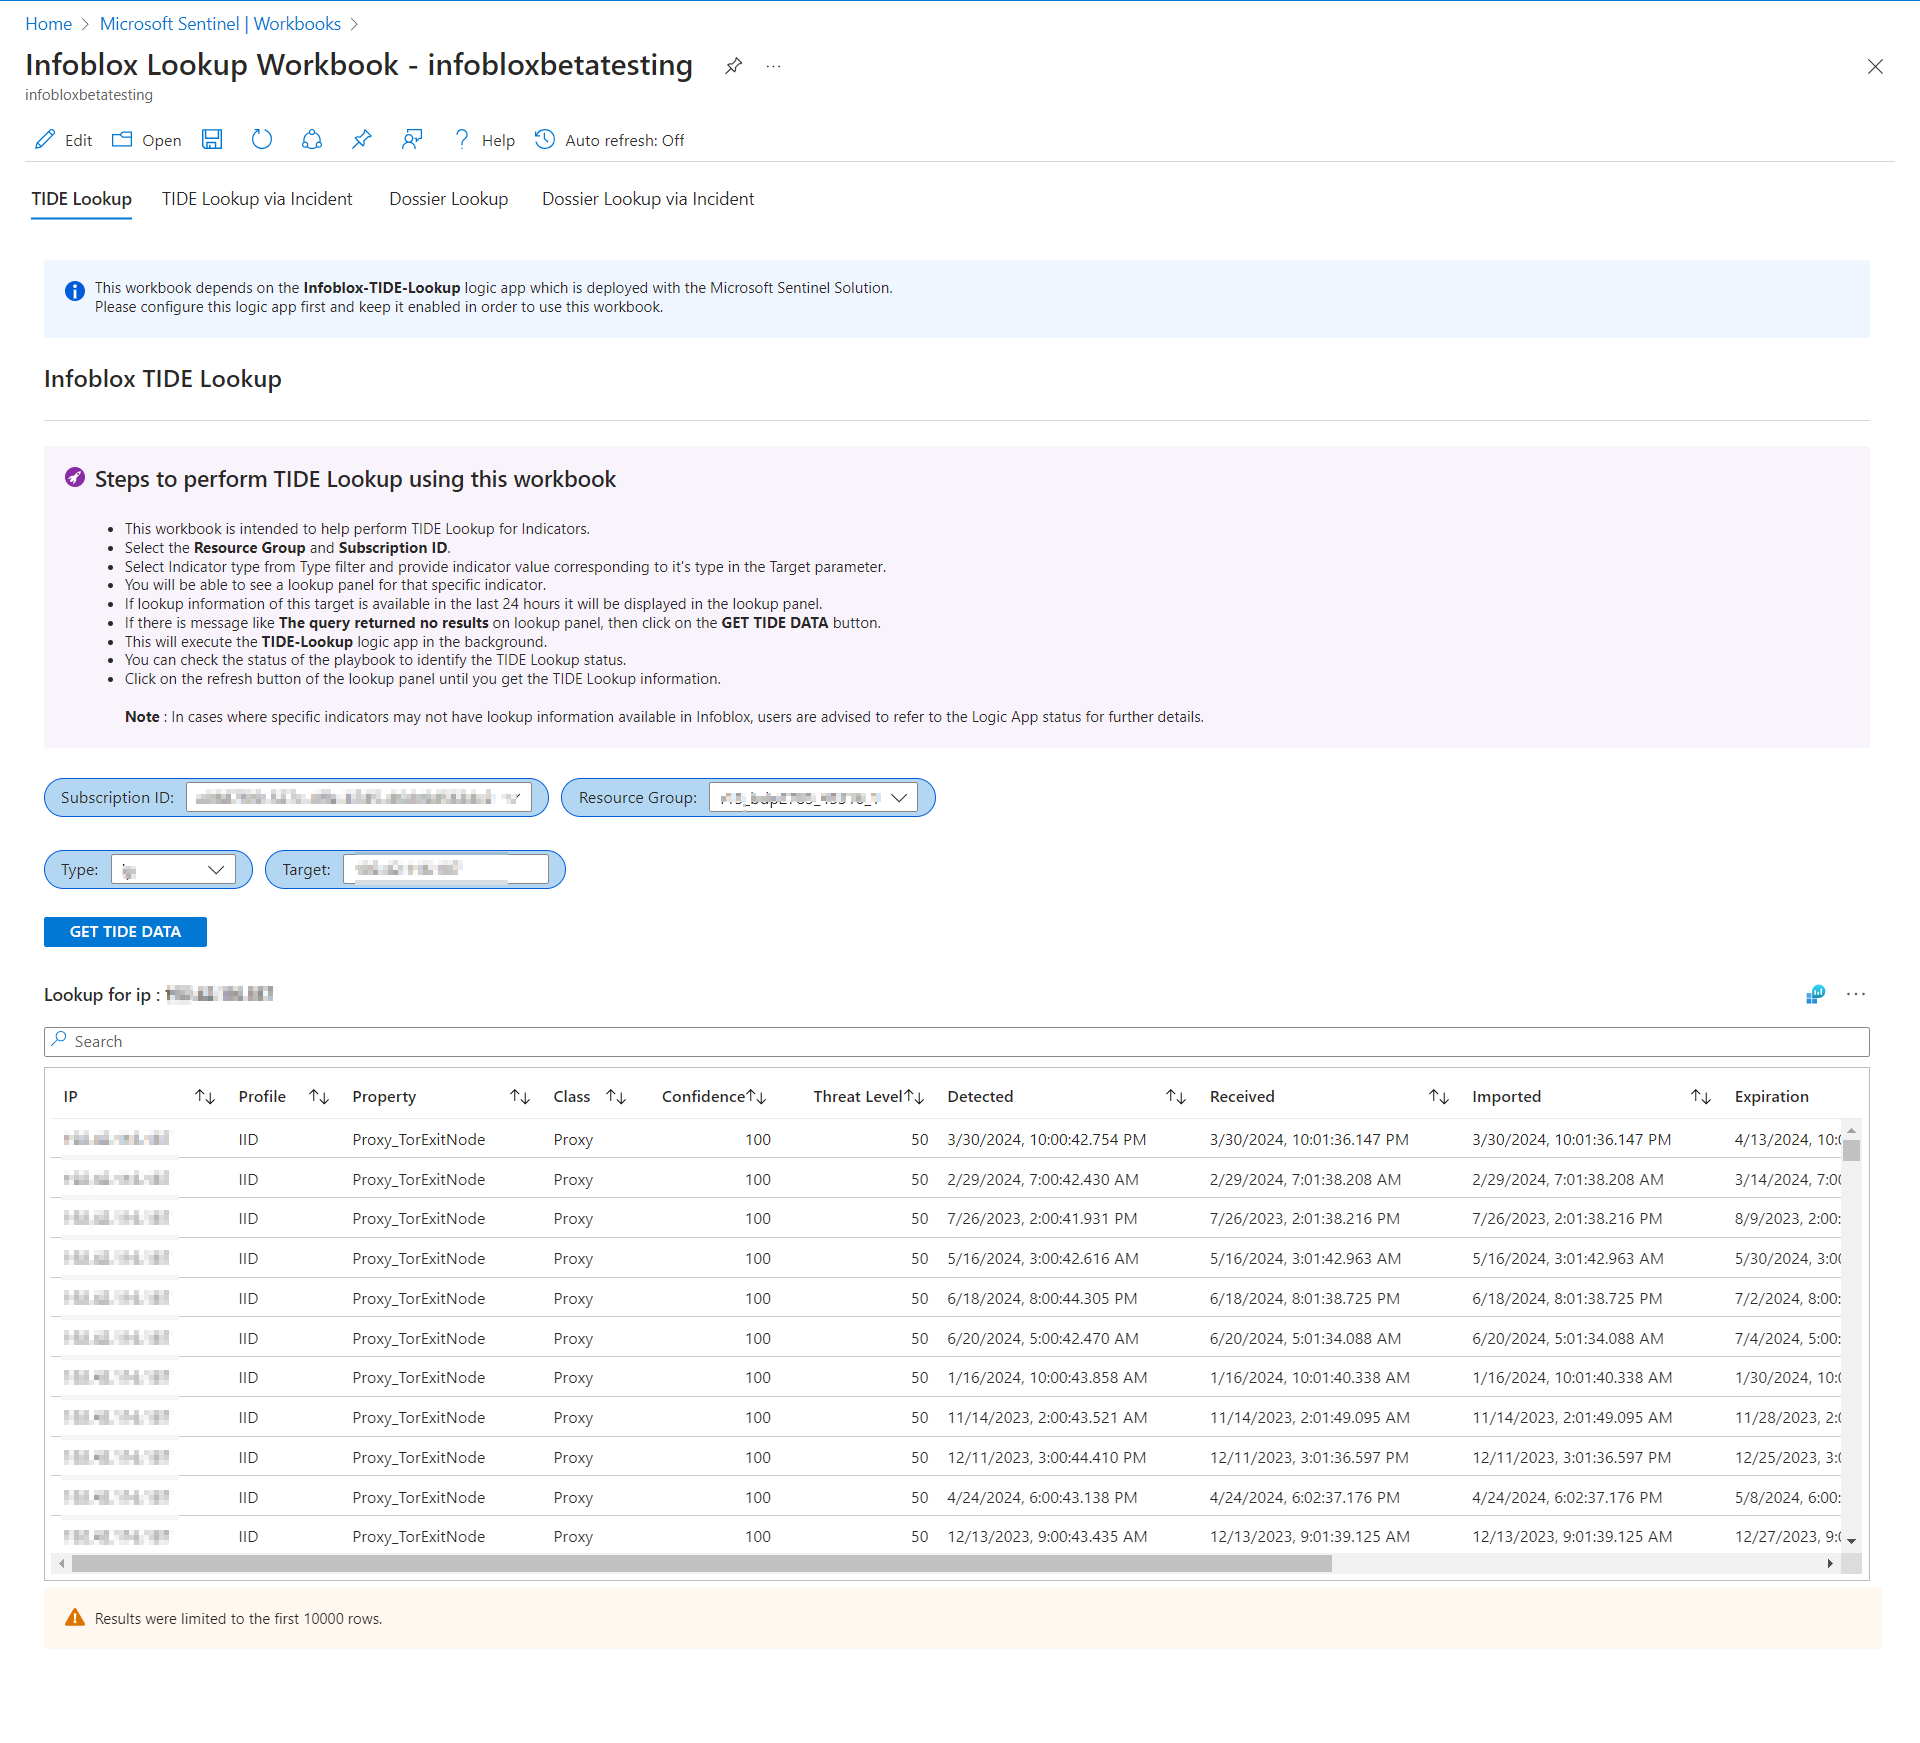 Home > Microsoft Sentinel | Workbooks >
Infoblox Lookup Workbook - infobloxbetatesting
infobloxbetatesting
Edit Open Help Auto refresh: Off
TIDE Lookup TIDE Lookup via Incident Dossier Lookup Dossier Lookup via Incident
This workbook depends on the Infoblox-TIDE-Lookup logic app which is deployed with the Microsoft Sentinel Solution.
Please configure this logic app first and keep it enabled in order to use this workbook.
Infoblox TIDE Lookup
Steps to perform TIDE Lookup using this workbook
• This workbook is intended to help perform TIDE Lookup for Indicators.
• Select the Resource Group and Subscription ID.
• Select Indicator type from Type filter and provide indicator value corresponding to it's type in the Target parameter.
• You will be able to see a lookup panel for that specific indicator.
• If lookup information of this target is available in the last 24 hours it will be displayed in the lookup panel.
• If there is message like The query returned no results on lookup panel, then click on the GET TIDE DATA button.
• This will execute the TIDE-Lookup logic app in the background.
• You can check the status of the playbook to identify the TIDE Lookup status.
• Click on the refresh button of the lookup panel until you get the TIDE Lookup information.
Note : In cases where specific indicators may not have lookup information available in Infoblox, users are advised to refer to the Logic App status for further details.
Subscription ID: Resource Group:
Type: ip Target:
GET TIDE DATA
Lookup for ip :
Search
IP Profile Property Class Confidence Threat Level Detected Received Imported Expiration
IID Proxy_TorExitNode Proxy 100 50 3/30/2024, 10:00:42.754 PM 3/30/2024, 10:01:36.147 PM 3/30/2024, 10:01:36.147 PM 4/13/2024, 10:0
IID Proxy_TorExitNode Proxy 100 50 2/29/2024, 7:00:42.430 AM 2/29/2024, 7:01:38.208 AM 2/29/2024, 7:01:38.208 AM 3/14/2024, 7:00
IID Proxy_TorExitNode Proxy 100 50 7/26/2023, 2:00:41.931 PM 7/26/2023, 2:01:38.216 PM 7/26/2023, 2:01:38.216 PM 8/9/2023, 2:00:
IID Proxy_TorExitNode Proxy 100 50 5/16/2024, 3:00:42.616 AM 5/16/2024, 3:01:42.963 AM 5/16/2024, 3:01:42.963 AM 5/30/2024, 3:00
IID Proxy_TorExitNode Proxy 100 50 6/18/2024, 8:00:44.305 PM 6/18/2024, 8:01:38.725 PM 6/18/2024, 8:01:38.725 PM 7/2/2024, 8:00:
IID Proxy_TorExitNode Proxy 100 50 6/20/2024, 5:00:42.470 AM 6/20/2024, 5:01:34.088 AM 6/20/2024, 5:01:34.088 AM 7/4/2024, 5:00:
IID Proxy_TorExitNode Proxy 100 50 1/16/2024, 10:00:43.858 AM 1/16/2024, 10:01:40.338 AM 1/16/2024, 10:01:40.338 AM 1/30/2024, 10:0
IID Proxy_TorExitNode Proxy 100 50 11/14/2023, 2:00:43.521 AM 11/14/2023, 2:01:49.095 AM 11/14/2023, 2:01:49.095 AM 11/28/2023, 2:0
IID Proxy_TorExitNode Proxy 100 50 12/11/2023, 3:00:44.410 PM 12/11/2023, 3:01:36.597 PM 12/11/2023, 3:01:36.597 PM 12/25/2023, 3:0
IID Proxy_TorExitNode Proxy 100 50 4/24/2024, 6:00:43.138 PM 4/24/2024, 6:02:37.176 PM 4/24/2024, 6:02:37.176 PM 5/8/2024, 6:00:
IID Proxy_TorExitNode Proxy 100 50 12/13/2023, 9:00:43.435 AM 12/13/2023, 9:01:39.125 AM 12/13/2023, 9:01:39.125 AM 12/27/2023, 9:0
Results were limited to the first 10000 rows.